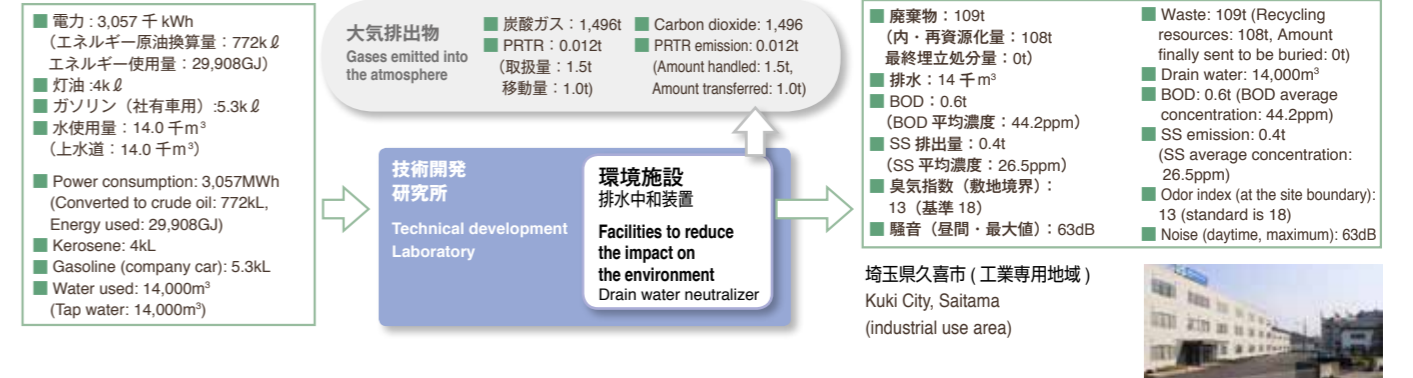 ■ 電力：3,057 千 kWh
（エネルギー原油換算量：772kℓ
エネルギー使用量：29,908GJ）
■ 灯油 :4kℓ
■ ガソリン（社有車用）:5.3kℓ
■ 水使用量：14.0 千m³
（上水道：14.0 千m³）
■ Power consumption: 3,057MWh
(Converted to crude oil: 772kL,
Energy used: 29,908GJ)
■ Kerosene: 4kL
■ Gasoline (company car): 5.3kL
■ Water used: 14,000m³
(Tap water: 14,000m³)
大気排出物
Gases emitted into
the atmosphere
■ 炭酸ガス：1,496t
■ PRTR：0.012t
（取扱量：1.5t
移動量：1.0t）
■ Carbon dioxide: 1,496
■ PRTR emission: 0.012t
(Amount handled: 1.5t,
Amount transferred: 1.0t)
技術開発
研究所
Technical development
Laboratory
環境施設
排水中和装置
Facilities to reduce
the impact on
the environment
Drain water neutralizer
■ 廃棄物：109t
（内・再資源化量：108t
最終埋立処分量：0t）
■ 排水：14 千m³
■ BOD：0.6t
（BOD 平均濃度：44.2ppm）
■ SS 排出量：0.4t
（SS 平均濃度：26.5ppm）
■ 臭気指数（敷地境界）：
13（基準 18）
■ 騒音（昼間・最大値）：63dB
■ Waste: 109t (Recycling
resources: 108t, Amount
finally sent to be buried: 0t)
■ Drain water: 14,000m³
■ BOD: 0.6t (BOD average
concentration: 44.2ppm)
■ SS emission: 0.4t
(SS average concentration:
26.5ppm)
■ Odor index (at the site boundary):
13 (standard is 18)
■ Noise (daytime, maximum): 63dB
埼玉県久喜市 ( 工業専用地域 )
Kuki City, Saitama
(industrial use area)